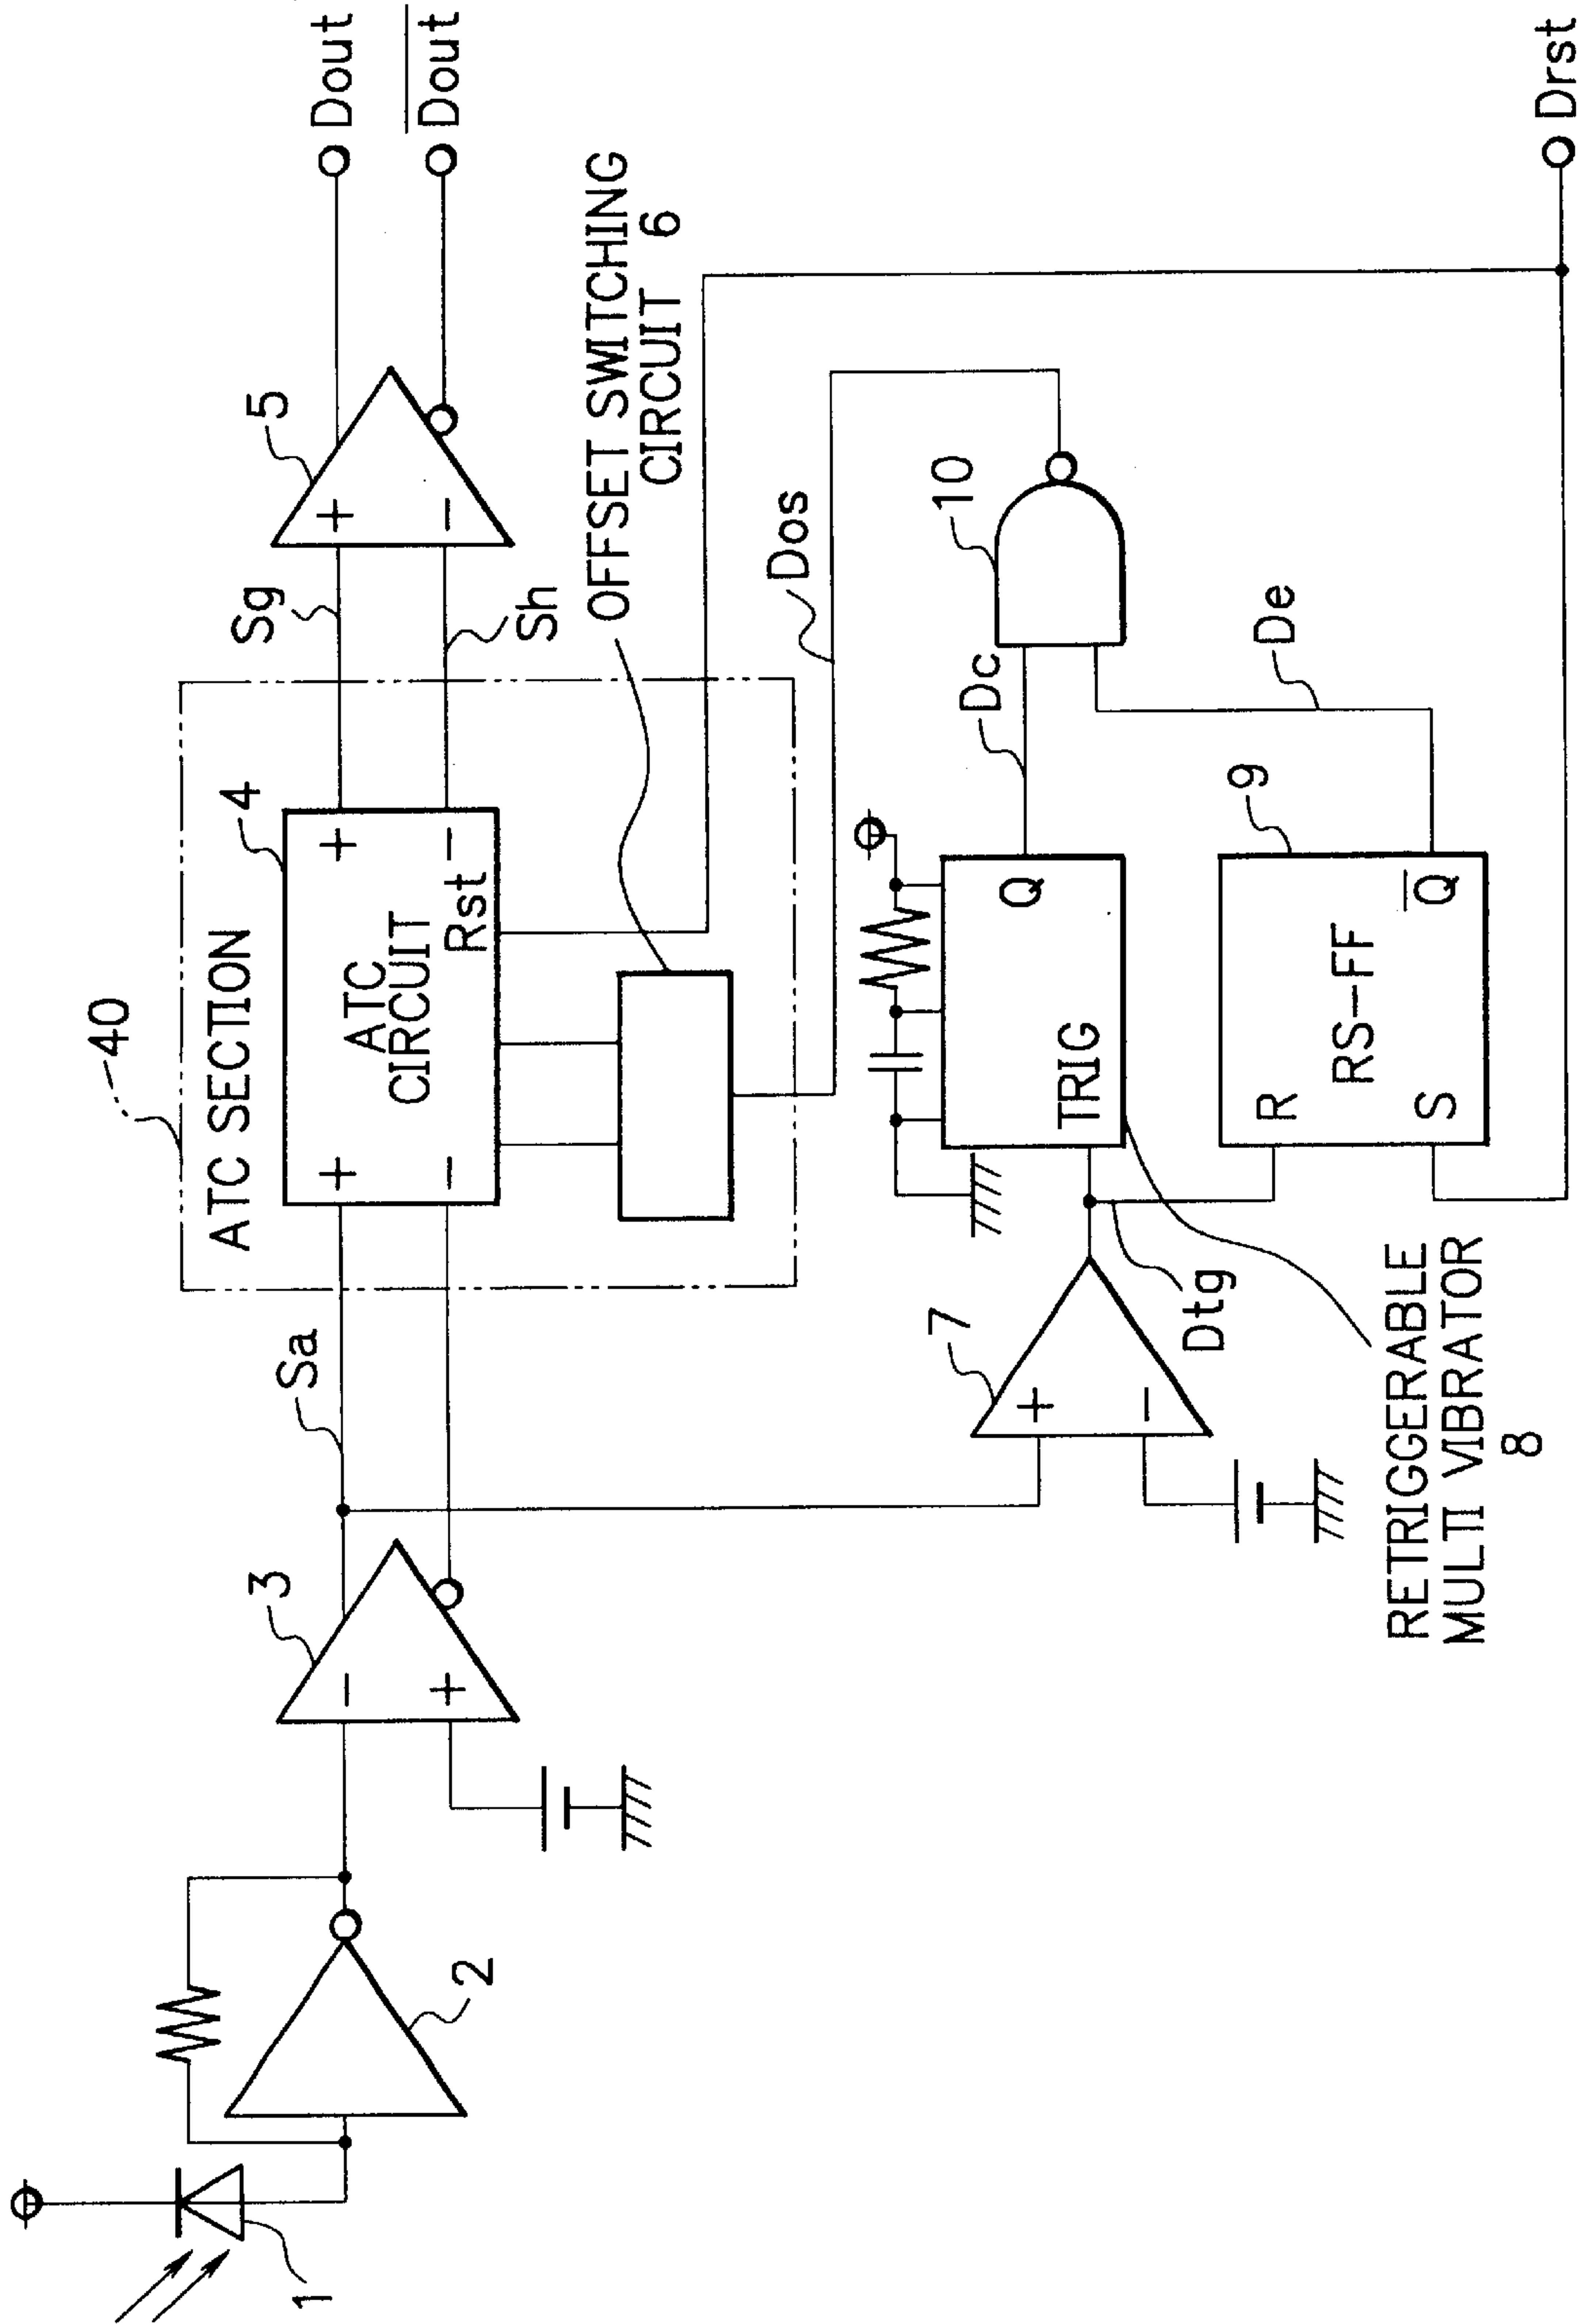 1
2
3
Sa
40
ATC SECTION
4
+
-
ATC
CIRCUIT
+
-
Rst
Sg
Sh
5
+
-
Dout
Dout
OFFSET SWITCHING
CIRCUIT 6
-
+
7
+
-
Dtg
RETRIGGERABLE
MULTI VIBRATOR
8
TRIG
Q
Dc
Dos
10
9
R
S
RS-FF
Q
De
Drst